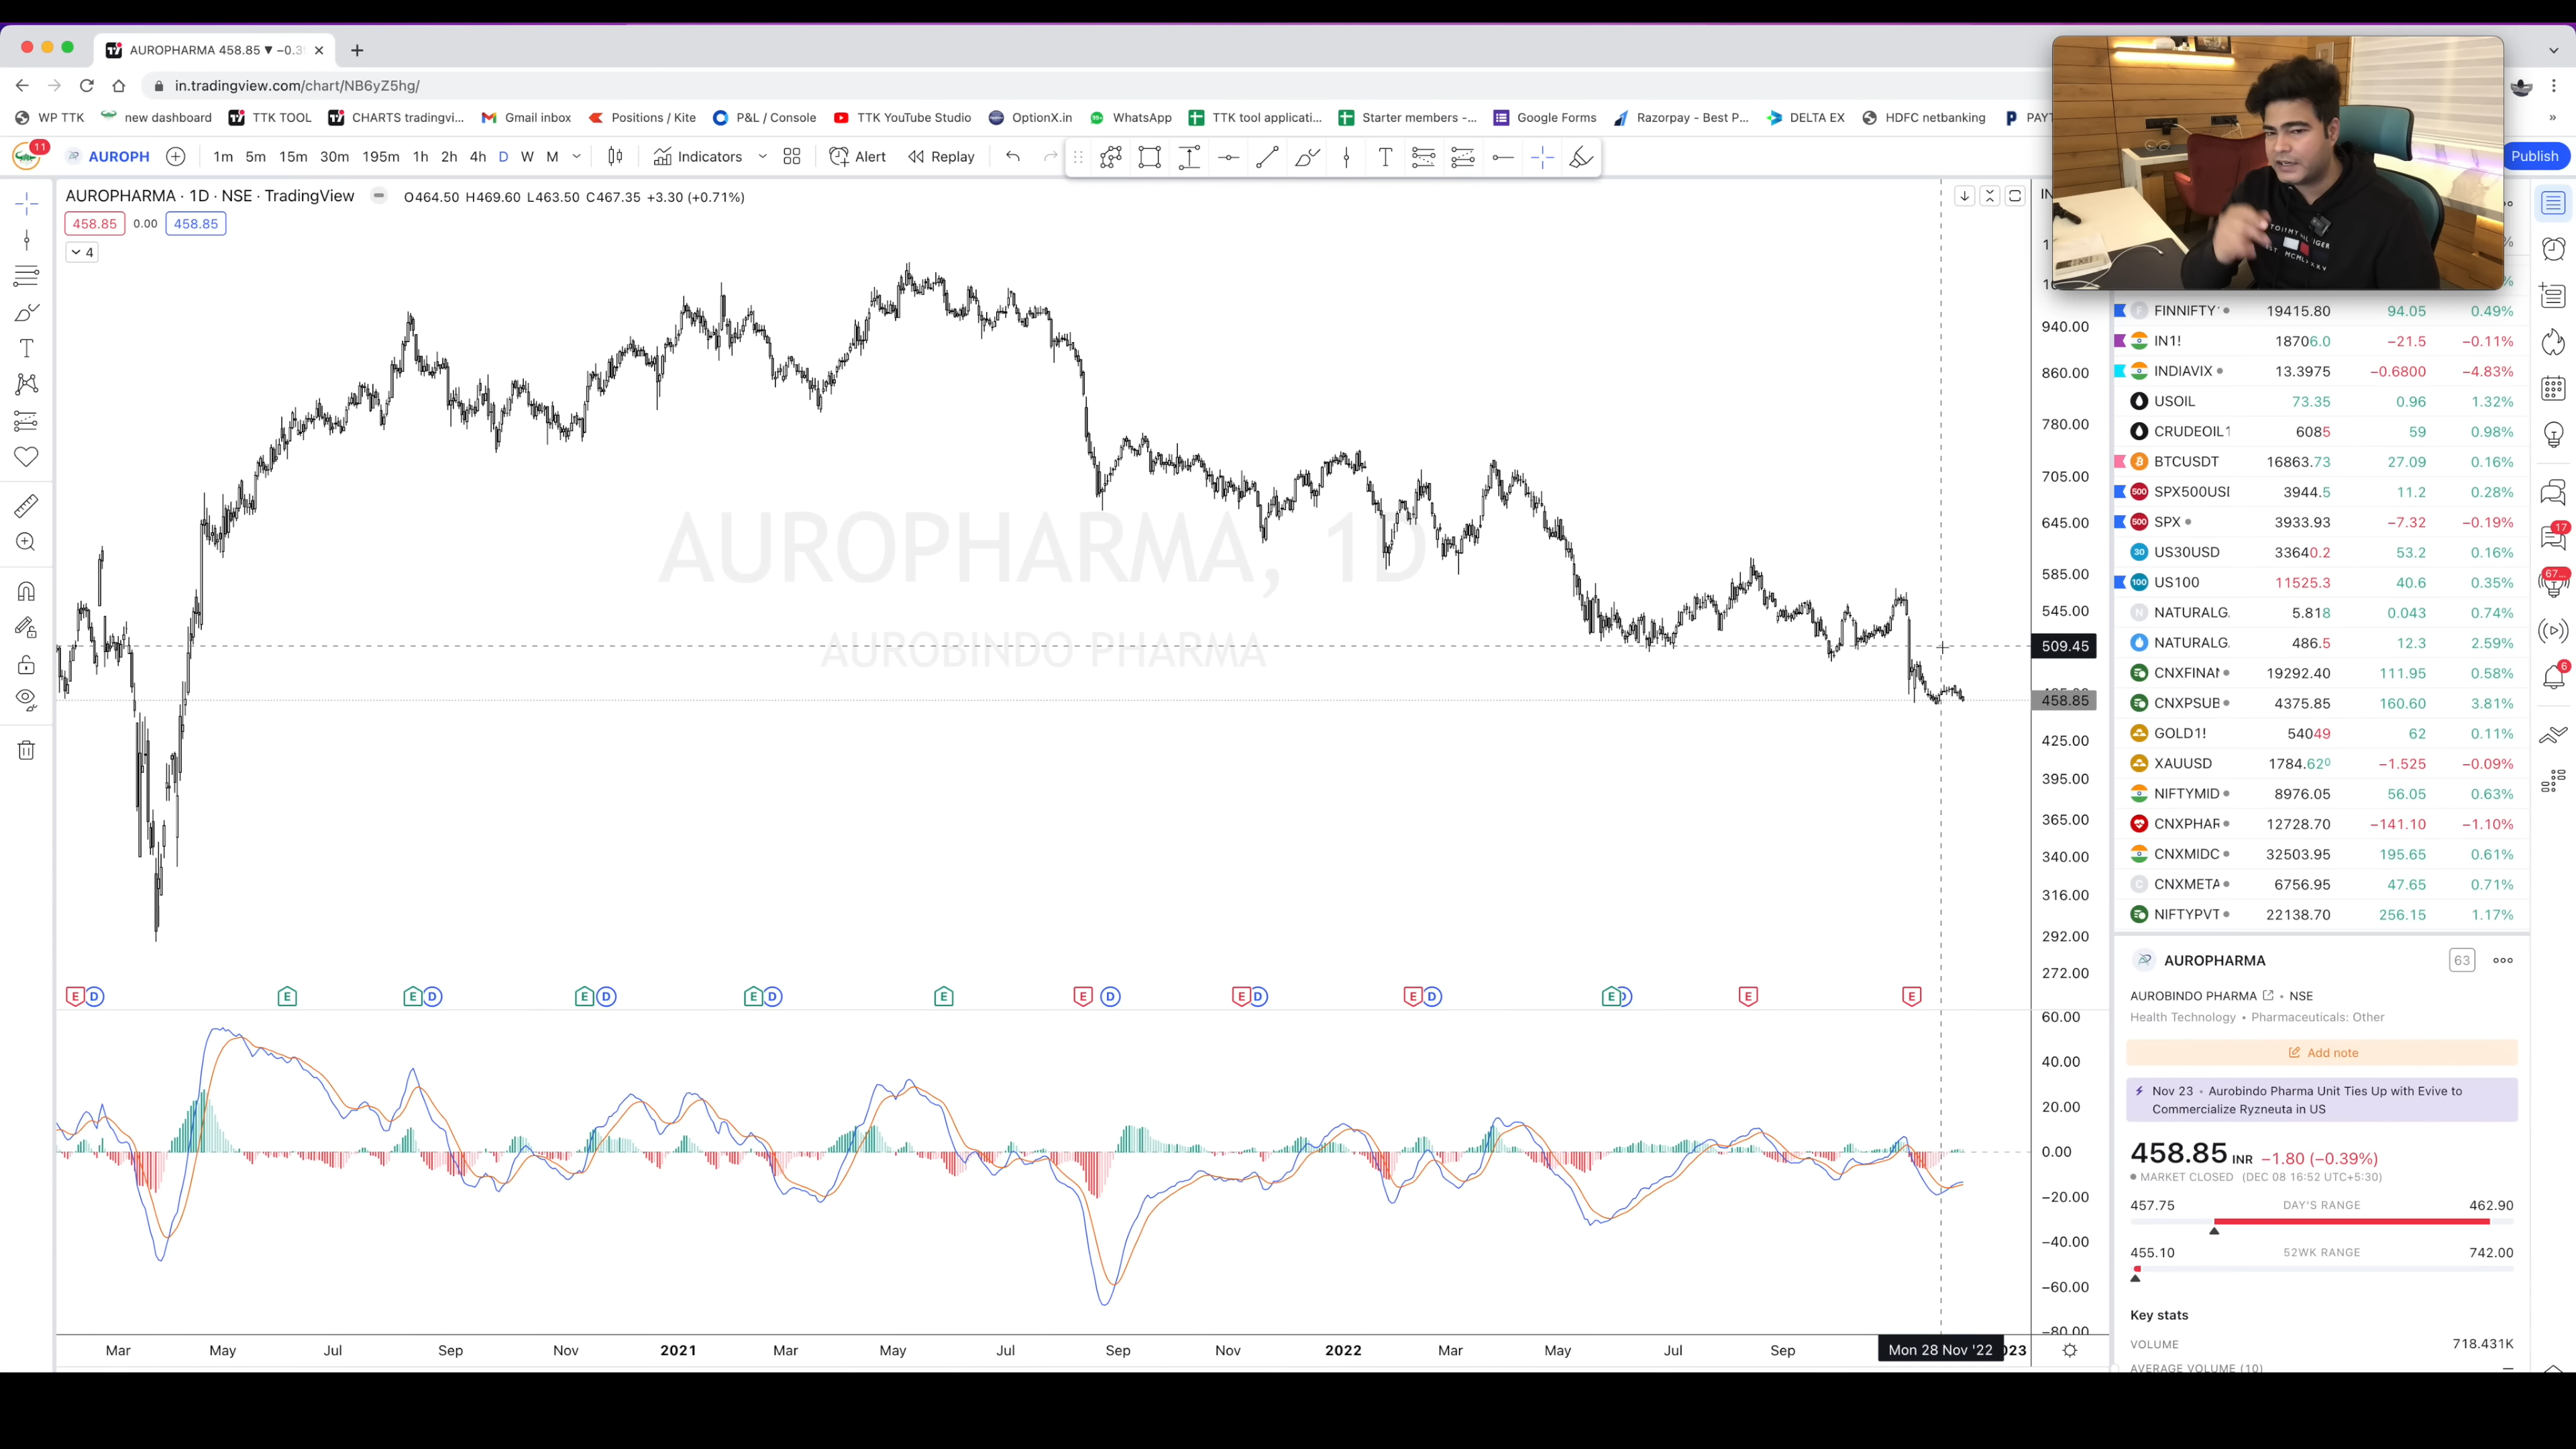 AUROPHARMA 458.85 ▼ −0.3
in.tradingview.com/chart/NB6yZ5hg/
WP TTK new dashboard TTK TOOL CHARTS tradingvi... Gmail inbox Positions / Kite P&L / Console TTK YouTube Studio OptionX.in WhatsApp TTK tool applicati... Starter members -... Google Forms Razorpay - Best P... DELTA EX HDFC netbanking PAYT
11 AUROPH 1m 5m 15m 30m 195m 1h 2h 4h D W M Indicators Alert Replay Publish
AUROPHARMA · 1D · NSE · TradingView O464.50 H469.60 L463.50 C467.35 +3.30 (+0.71%)
458.85 0.00 458.85
4
AUROPHARMA, 1D
AUROBINDO PHARMA
940.00
860.00
780.00
705.00
645.00
585.00
545.00
509.45
458.85
425.00
395.00
365.00
340.00
316.00
292.00
272.00
E D E E D E D E D E E D E D E D E E E
60.00
40.00
20.00
0.00
−20.00
−40.00
−60.00
−80.00
Mar May Jul Sep Nov 2021 Mar May Jul Sep Nov 2022 Mar May Jul Sep Mon 28 Nov '22 023
FINNIFTY 19415.80 94.05 0.49%
IN1! 18706.0 −21.5 −0.11%
INDIAVIX 13.3975 −0.6800 −4.83%
USOIL 73.35 0.96 1.32%
CRUDEOIL1 6085 59 0.98%
BTCUSDT 16863.73 27.09 0.16%
500 SPX500USD 3944.5 11.2 0.28%
500 SPX 3933.93 −7.32 −0.19%
30 US30USD 33640.2 53.2 0.16%
100 US100 11525.3 40.6 0.35%
N NATURALG. 5.818 0.043 0.74%
NATURALG. 486.5 12.3 2.59%
CNXFINAN 19292.40 111.95 0.58%
CNXPSUB 4375.85 160.60 3.81%
GOLD1! 54049 62 0.11%
XAUUSD 1784.620 −1.525 −0.09%
NIFTYMID 8976.05 56.05 0.63%
CNXPHAR 12728.70 −141.10 −1.10%
CNXMIDC 32503.95 195.65 0.61%
C CNXMETA 6756.95 47.65 0.71%
NIFTYPVT 22138.70 256.15 1.17%
AUROPHARMA 63
AUROBINDO PHARMA • NSE
Health Technology • Pharmaceuticals: Other
Add note
Nov 23 • Aurobindo Pharma Unit Ties Up with Evive to
Commercialize Ryzneuta in US
458.85 INR −1.80 (−0.39%)
MARKET CLOSED (DEC 08 16:52 UTC+5:30)
457.75 DAY'S RANGE 462.90
455.10 52WK RANGE 742.00
Key stats
VOLUME 718.431K
AVERAGE VOLUME (10) —
17
67...
6